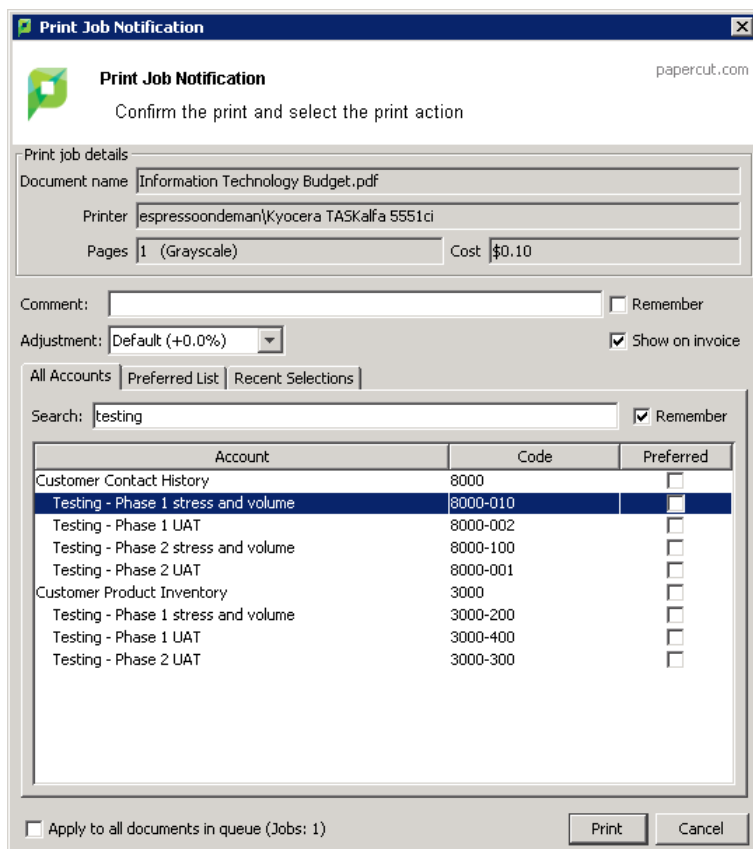 Print Job Notification
Print Job Notification
papercut.com
Confirm the print and select the print action
Print job details
Document name Information Technology Budget.pdf
Printer espressoondeman\Kyocera TASKalfa 5551ci
Pages 1 (Grayscale) Cost $0.10
Comment: Remember
Adjustment: Default (+0.0%) Show on invoice
All Accounts Preferred List Recent Selections
Search: testing Remember
Account Code Preferred
Customer Contact History 8000
Testing - Phase 1 stress and volume 8000-010
Testing - Phase 1 UAT 8000-002
Testing - Phase 2 stress and volume 8000-100
Testing - Phase 2 UAT 8000-001
Customer Product Inventory 3000
Testing - Phase 1 stress and volume 3000-200
Testing - Phase 1 UAT 3000-400
Testing - Phase 2 UAT 3000-300
Apply to all documents in queue (Jobs: 1) Print Cancel